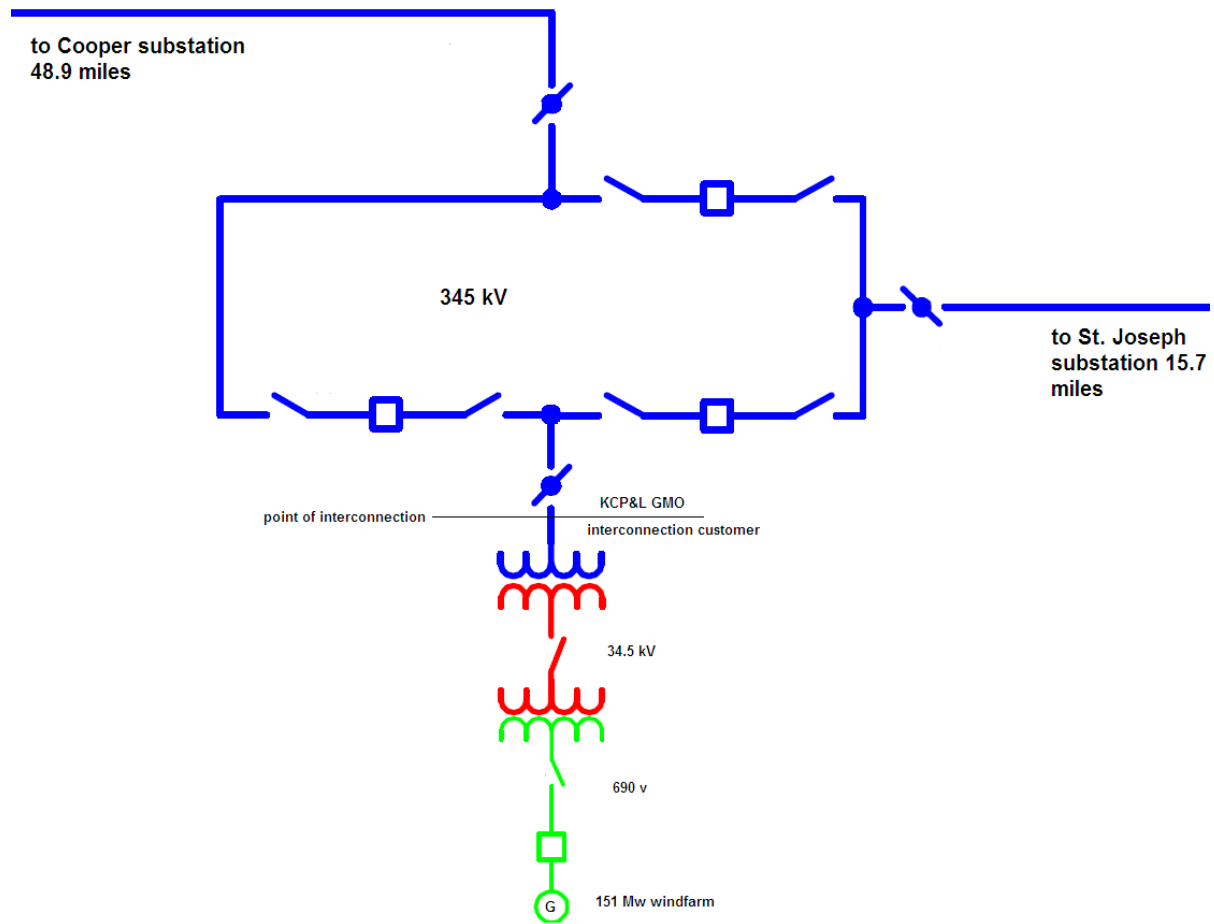 to Cooper substation
48.9 miles
345 kV
to St. Joseph
substation 15.7
miles
KCP&L GMO
point of interconnection
interconnection customer
34.5 kV
690 v
G
151 Mw windfarm